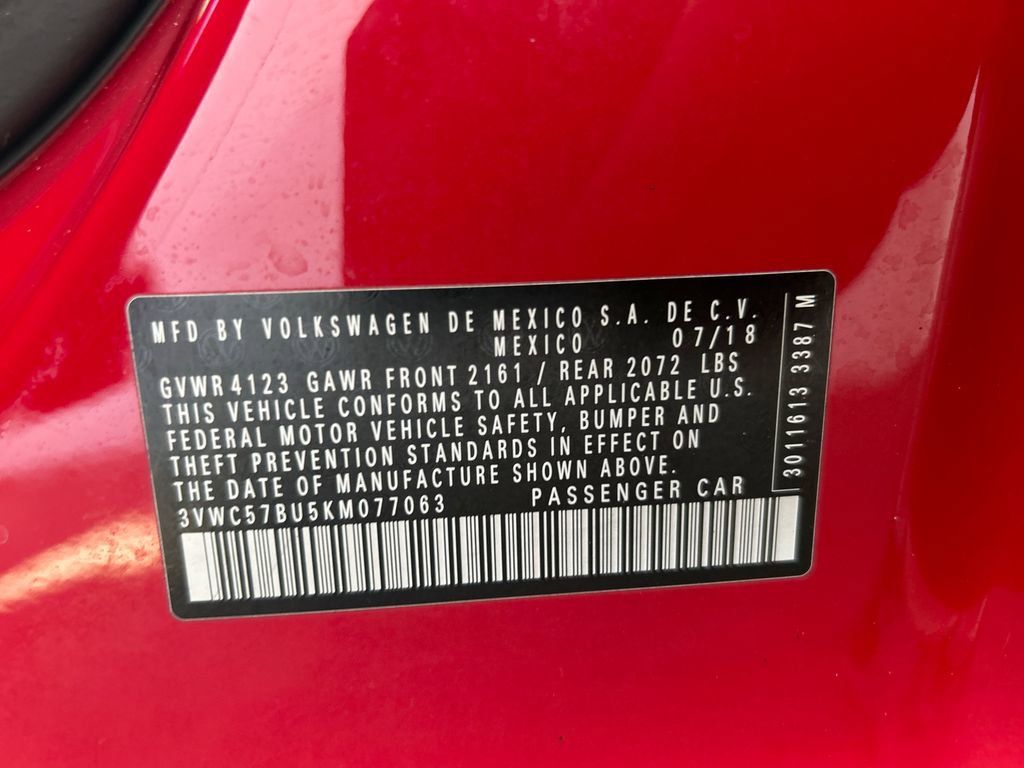 MFD BY VOLKSWAGEN DE MEXICO S.A. DE C.V.
MEXICO 07/18
GVWR 4123 GAWR FRONT 2161 / REAR 2072 LBS
THIS VEHICLE CONFORMS TO ALL APPLICABLE U.S.
FEDERAL MOTOR VEHICLE SAFETY, BUMPER AND
THEFT PREVENTION STANDARDS IN EFFECT ON
THE DATE OF MANUFACTURE SHOWN ABOVE.
3VWC57BU5KM077063 PASSENGER CAR
3011613 3387 M